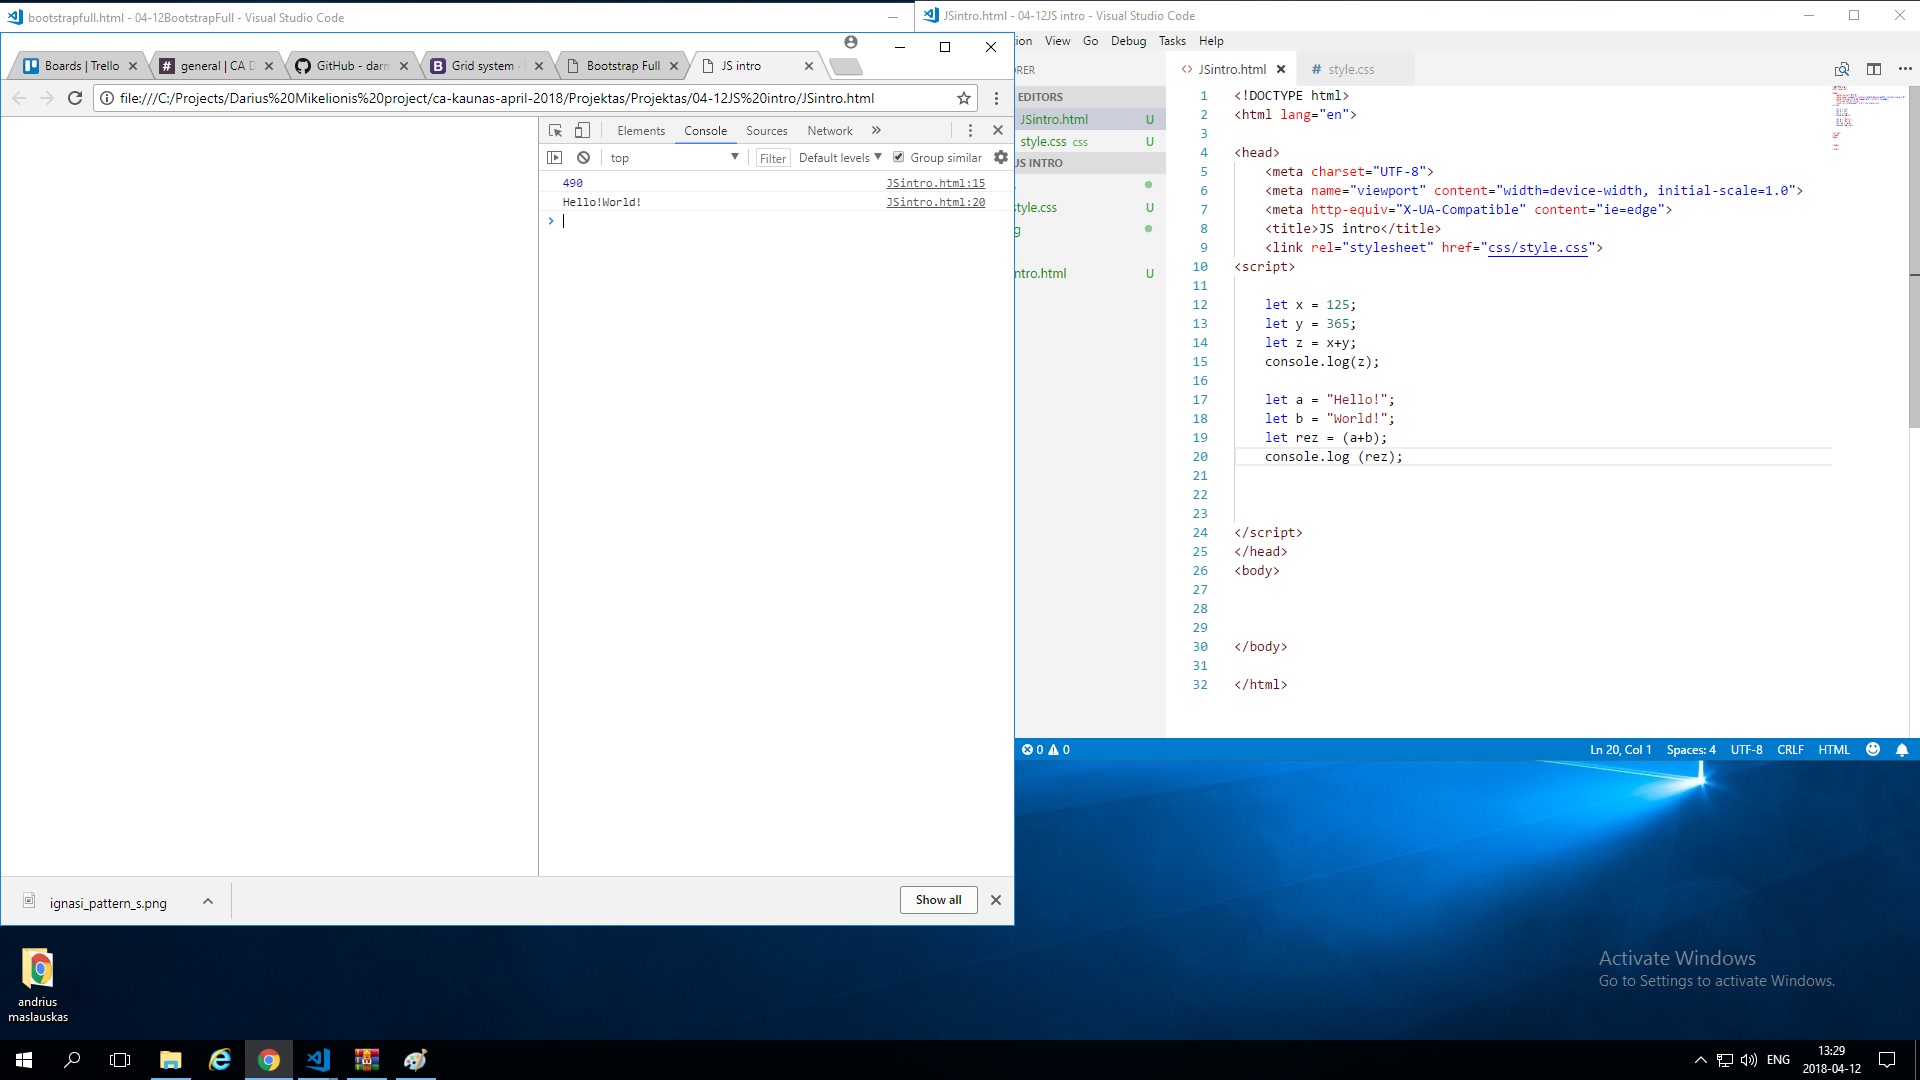 bootstrapfull.html - 04-12BootstrapFull - Visual Studio Code
JSintro.html - 04-12JS intro - Visual Studio Code
View Go Debug Tasks Help
Boards | Trello
general | CA D
GitHub - darn
Grid system -
Bootstrap Full
JS intro
file:///C:/Projects/Darius%20Mikelionis%20project/ca-kaunas-april-2018/Projektas/Projektas/04-12JS%20intro/JSintro.html
Elements Console Sources Network »
top Filter Default levels Group similar
490 JSintro.html:15
Hello!World! JSintro.html:20
>
ignasi_pattern_s.png
Show all
EDITORS
JSintro.html U
style.css css U
JS INTRO
style.css U
ntro.html U
JSintro.html
# style.css
1 <!DOCTYPE html>
2 <html lang="en">
3
4 <head>
5 <meta charset="UTF-8">
6 <meta name="viewport" content="width=device-width, initial-scale=1.0">
7 <meta http-equiv="X-UA-Compatible" content="ie=edge">
8 <title>JS intro</title>
9 <link rel="stylesheet" href="css/style.css">
10 <script>
11
12 let x = 125;
13 let y = 365;
14 let z = x+y;
15 console.log(z);
16
17 let a = "Hello!";
18 let b = "World!";
19 let rez = (a+b);
20 console.log (rez);
21
22
23
24 </script>
25 </head>
26 <body>
27
28
29
30 </body>
31
32 </html>
0 0
Ln 20, Col 1 Spaces: 4 UTF-8 CRLF HTML
Activate Windows
Go to Settings to activate Windows.
andrius
maslauskas
ENG
13:29
2018-04-12